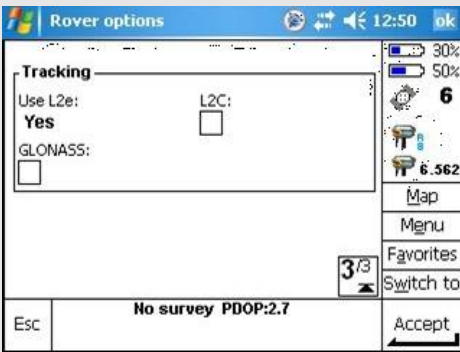 Rover options 12:50 ok
30%
50%
Tracking
Use L2e: L2C:
Yes
6
GLONASS:
6.562
Map
Menu
Favorites
3/3
Switch to
Esc
No survey PDOP:2.7
Accept